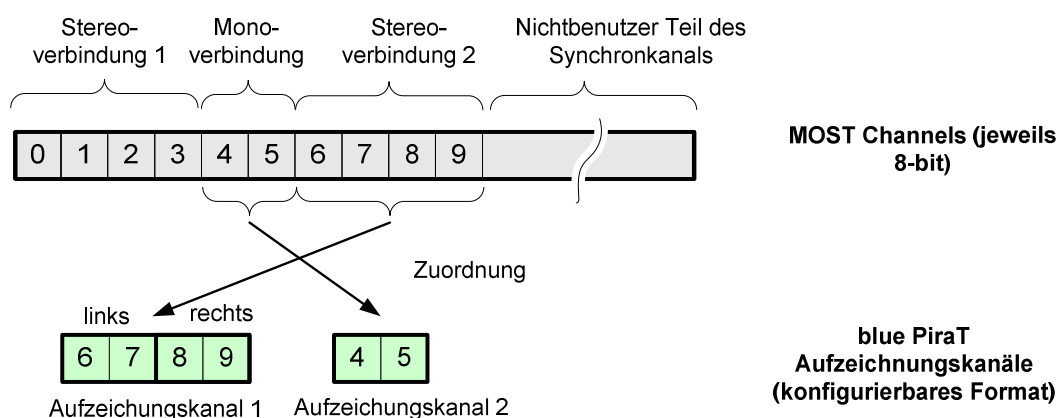 Stereo-
verbindung 1
Mono-
verbindung
Stereo-
verbindung 2
Nichtbenutzer Teil des
Synchronkanals
0 1 2 3 4 5 6 7 8 9
MOST Channels (jeweils
8-bit)
Zuordnung
links
rechts
6 7 8 9
4 5
Aufzeichungskanal 1
Aufzeichungskanal 2
blue PiraT
Aufzeichnungskanäle
(konfigurierbares Format)